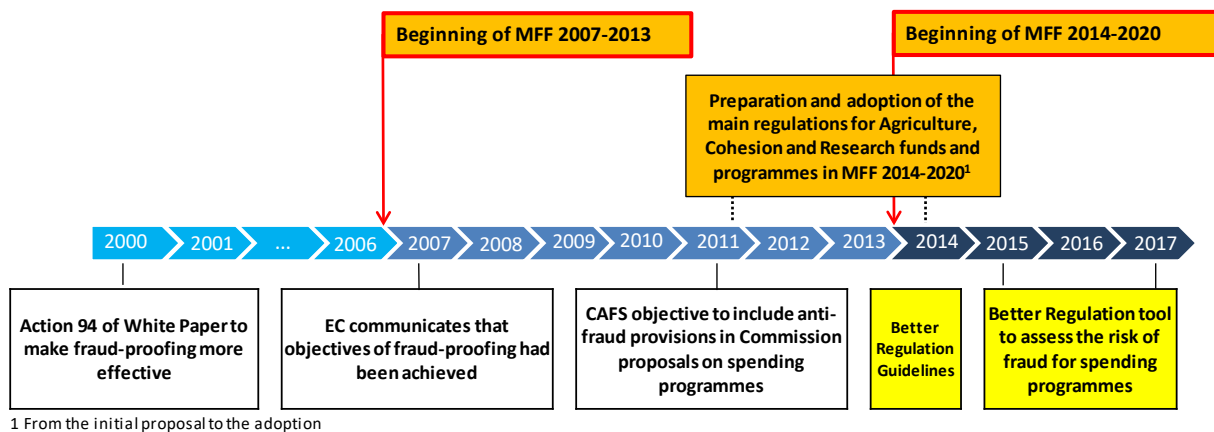 Beginning of MFF 2007-2013
Beginning of MFF 2014-2020
Preparation and adoption of the
main regulations for Agriculture,
Cohesion and Research funds and
programmes in MFF 2014-2020¹
2000
2001
...
2006
2007
2008
2009
2010
2011
2012
2013
2014
2015
2016
2017
Action 94 of White Paper to
make fraud-proofing more
effective
EC communicates that
objectives of fraud-proofing had
been achieved
CAFS objective to include anti-
fraud provisions in Commission
proposals on spending
programmes
Better
Regulation
Guidelines
Better Regulation tool
to assess the risk of
fraud for spending
programmes
1 From the initial proposal to the adoption